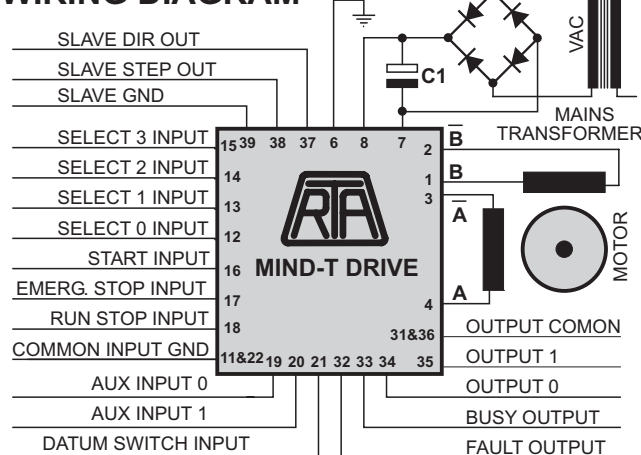 WIRING DIAGRAM
SLAVE DIR OUT
SLAVE STEP OUT
SLAVE GND
C1
VAC
MAINS
TRANSFORMER
SELECT 3 INPUT
SELECT 2 INPUT
SELECT 1 INPUT
SELECT 0 INPUT
START INPUT
EMERG. STOP INPUT
RUN STOP INPUT
COMMON INPUT GND
AUX INPUT 0
AUX INPUT 1
DATUM SWITCH INPUT
15 39 38 37 6 8 7
14
13
12
16
17
18
11&22 19 20 21 32 33 34 35
31&36
2
1
3
4
RTA
MIND-T DRIVE
B̅
B
A̅
A
MOTOR
OUTPUT COMON
OUTPUT 1
OUTPUT 0
BUSY OUTPUT
FAULT OUTPUT